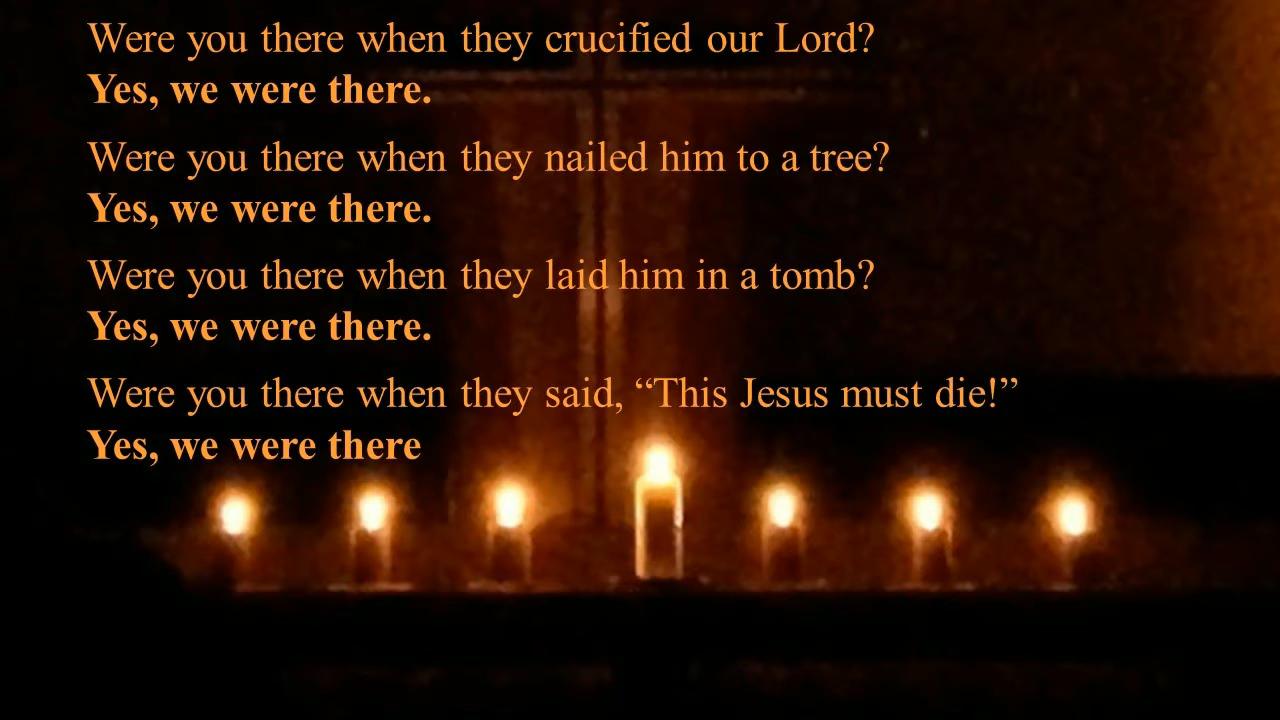 Were you there when they crucified our Lord?
Yes, we were there.
Were you there when they nailed him to a tree?
Yes, we were there.
Were you there when they laid him in a tomb?
Yes, we were there.
Were you there when they said, “This Jesus must die!”
Yes, we were there